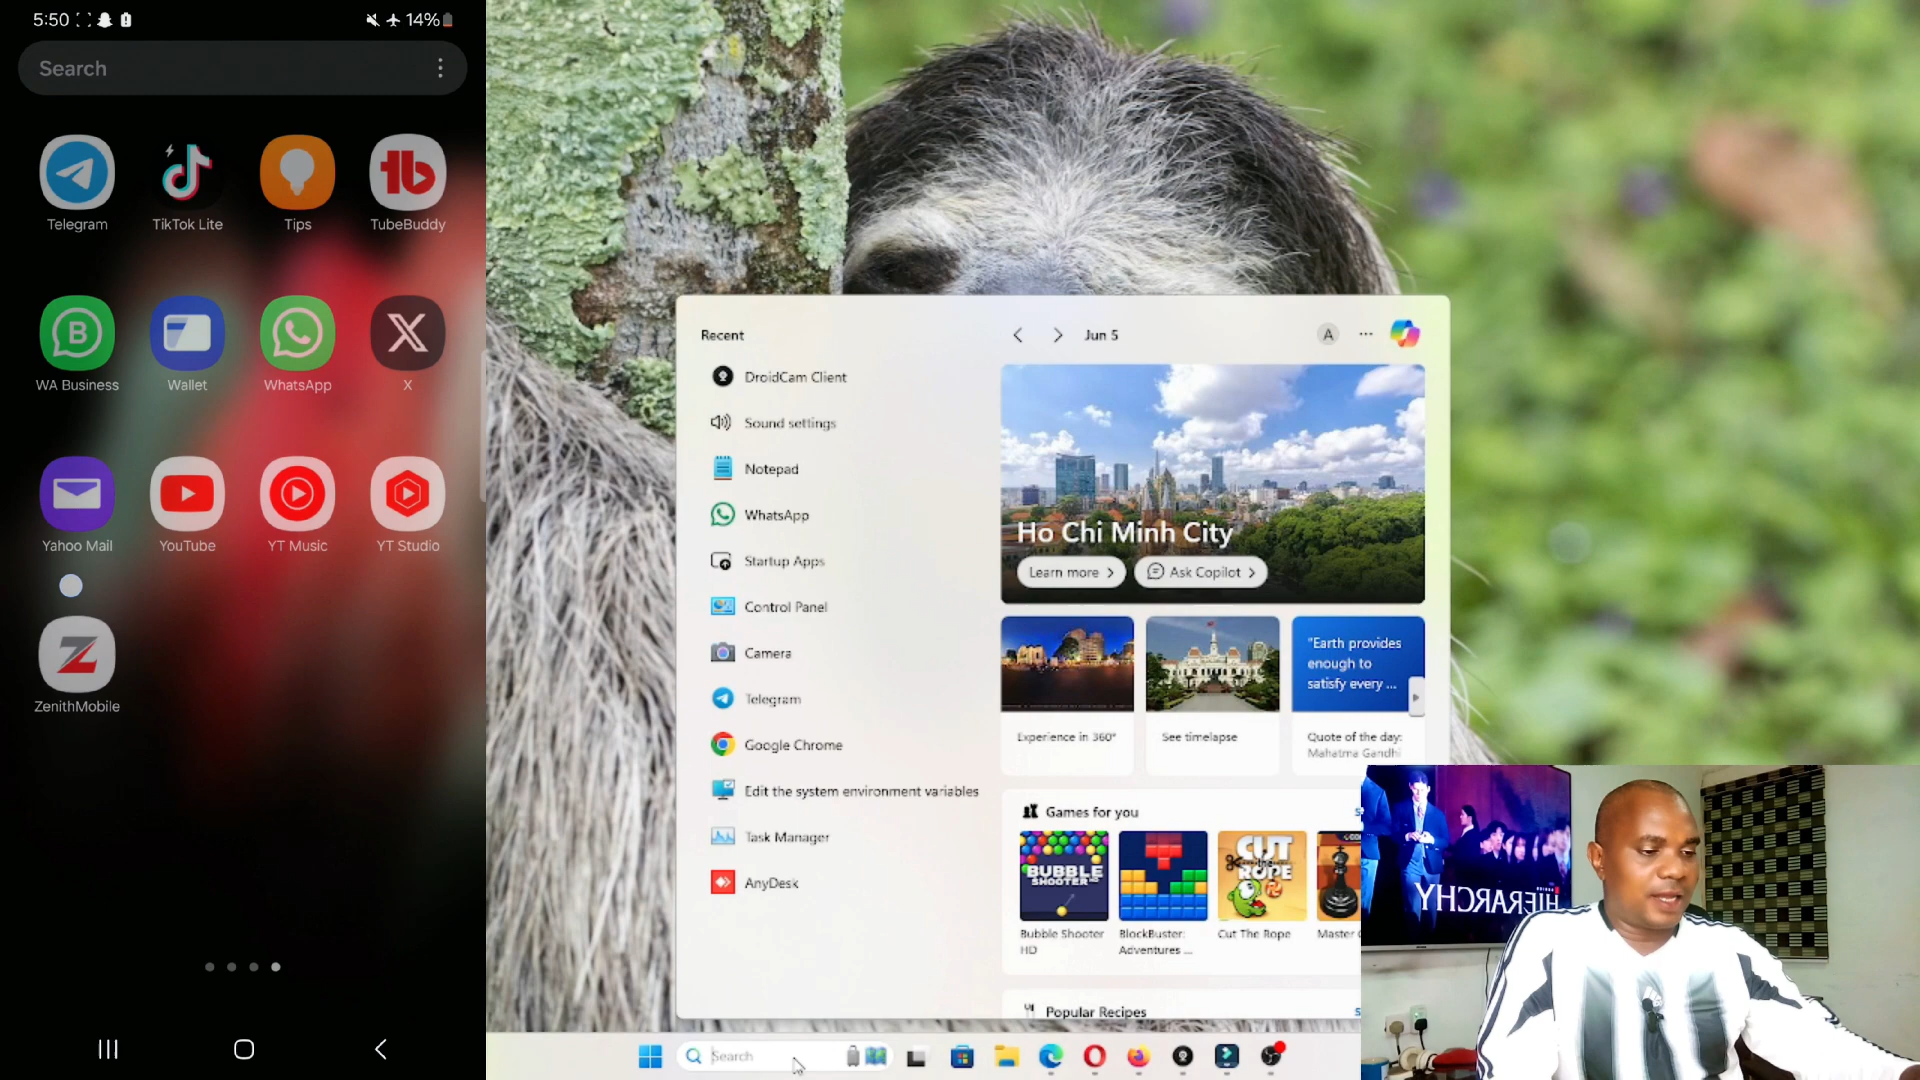 5:50
14%
Search
Telegram
TikTok Lite
Tips
TubeBuddy
B
WA Business
Wallet
WhatsApp
X
Yahoo Mail
YouTube
YT Music
YT Studio
Z
ZenithMobile
Recent
DroidCam Client
Sound settings
Notepad
WhatsApp
Startup Apps
Control Panel
Camera
Telegram
Google Chrome
Edit the system environment variables
Task Manager
AnyDesk
Jun 5
A
Ho Chi Minh City
Learn more
Ask Copilot
Experience in 360°
See timelapse
"Earth provides
enough to
satisfy every ...
Quote of the day:
Mahatma Gandhi
Games for you
BUBBLE
SHOOTER
Bubble Shooter
HD
BlockBuster:
Adventures ...
CUT
the
ROPE
Cut The Rope
Master
Popular Recipes
Search
HIERARCHY